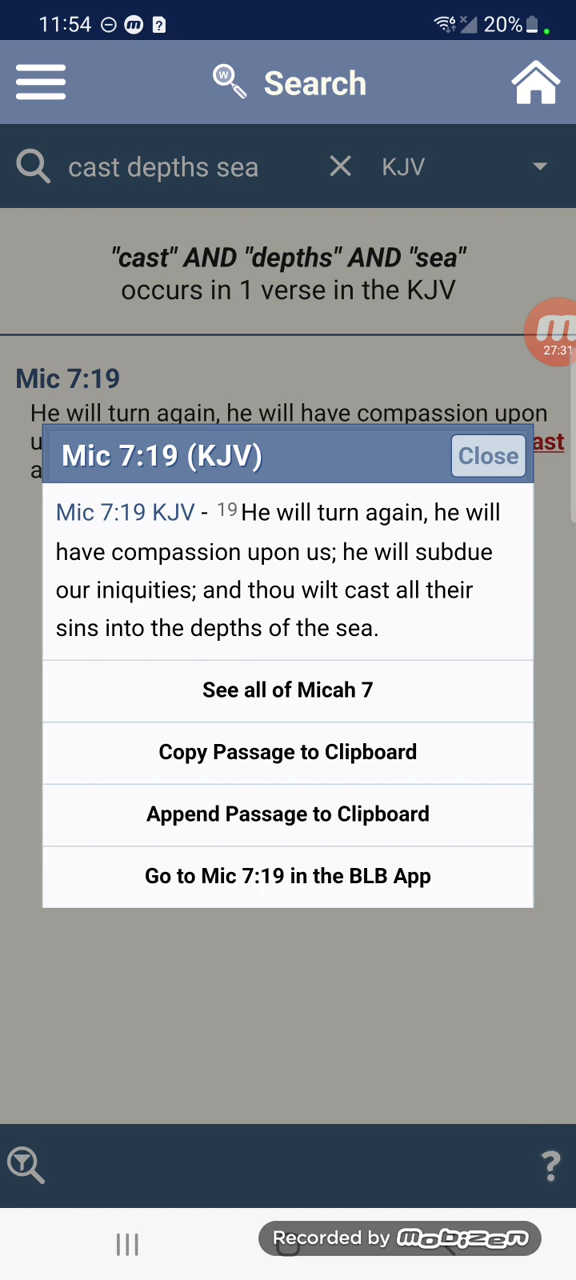 11:54 20%
Search
cast depths sea KJV
"cast" AND "depths" AND "sea"
occurs in 1 verse in the KJV
27:31
Mic 7:19
He will turn again, he will have compassion upon
u ast
a
Mic 7:19 (KJV) Close
Mic 7:19 KJV - 19 He will turn again, he will
have compassion upon us; he will subdue
our iniquities; and thou wilt cast all their
sins into the depths of the sea.
See all of Micah 7
Copy Passage to Clipboard
Append Passage to Clipboard
Go to Mic 7:19 in the BLB App
?
Recorded by mobizen